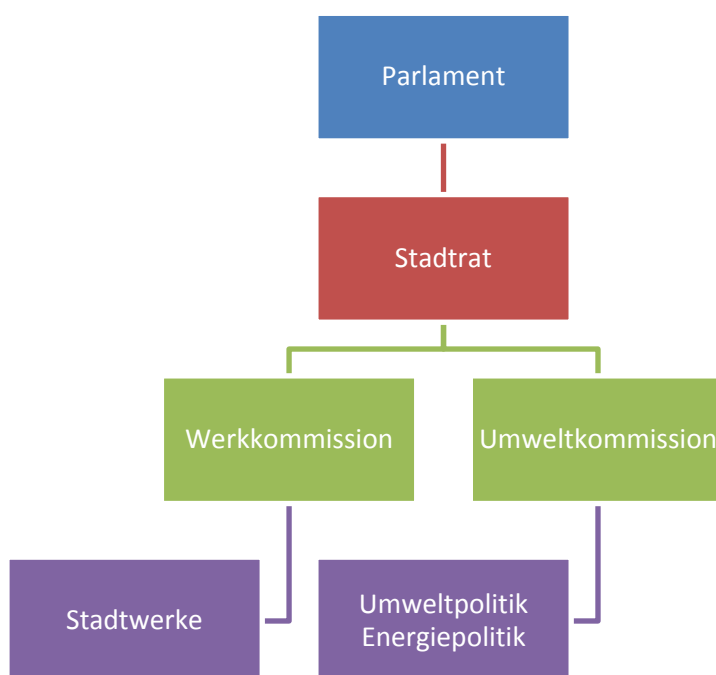 Parlament
Stadtrat
Werkkommission
Umweltkommission
Stadtwerke
Umweltpolitik
Energiepolitik